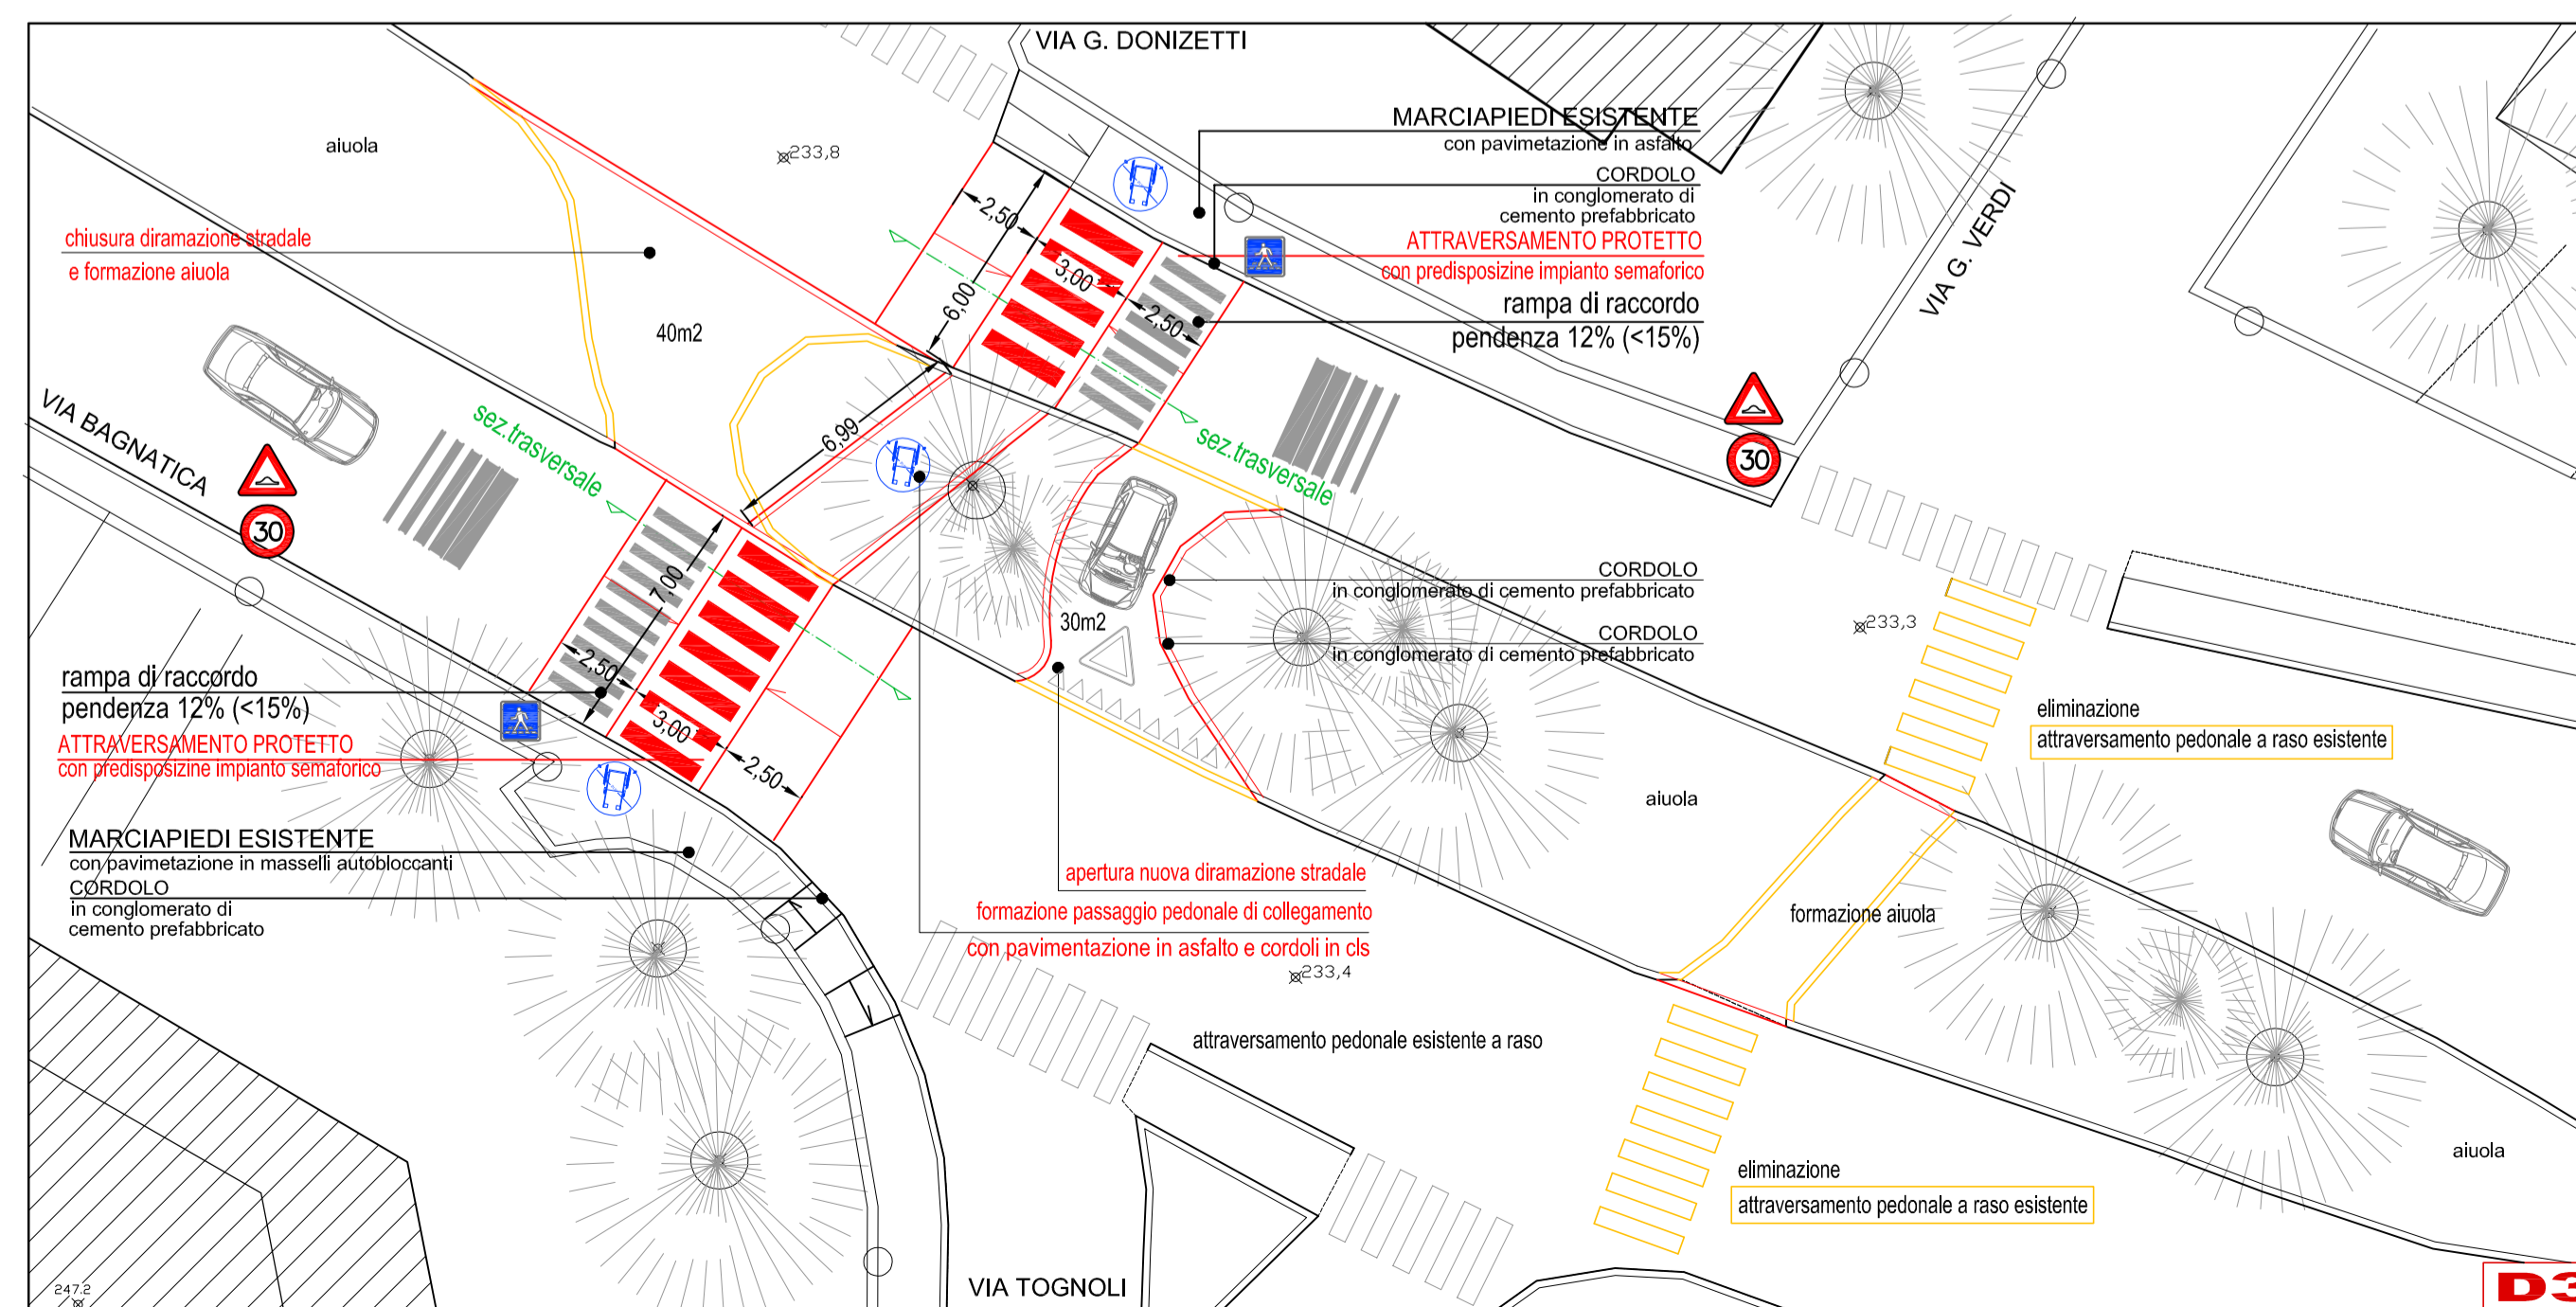 VIA G. DONIZETTI
MARCIAPIEDI ESISTENTE
con pavimetazione in asfalto
CORDOLO
in conglomerato di
cemento prefabbricato
ATTRAVERSAMENTO PROTETTO
con predisposizine impianto semaforico
rampa di raccordo
pendenza 12% (<15%)
VIA G. VERDI
aiuola
233,8
chiusura diramazione stradale
e formazione aiuola
40m2
2,50
3,00
6,00
2,50
6,99
VIA BAGNATICA
30
sez.trasversale
sez.trasversale
30
7,00
2,50
3,00
2,50
rampa di raccordo
pendenza 12% (<15%)
ATTRAVERSAMENTO PROTETTO
con predisposizine impianto semaforico
MARCIAPIEDI ESISTENTE
con pavimetazione in masselli autobloccanti
CORDOLO
in conglomerato di
cemento prefabbricato
CORDOLO
in conglomerato di cemento prefabbricato
CORDOLO
in conglomerato di cemento prefabbricato
30m2
233,3
eliminazione
attraversamento pedonale a raso esistente
aiuola
apertura nuova diramazione stradale
formazione passaggio pedonale di collegamento
con pavimentazione in asfalto e cordoli in cls
233,4
formazione aiuola
attraversamento pedonale esistente a raso
eliminazione
attraversamento pedonale a raso esistente
aiuola
247.2
VIA TOGNOLI
D3